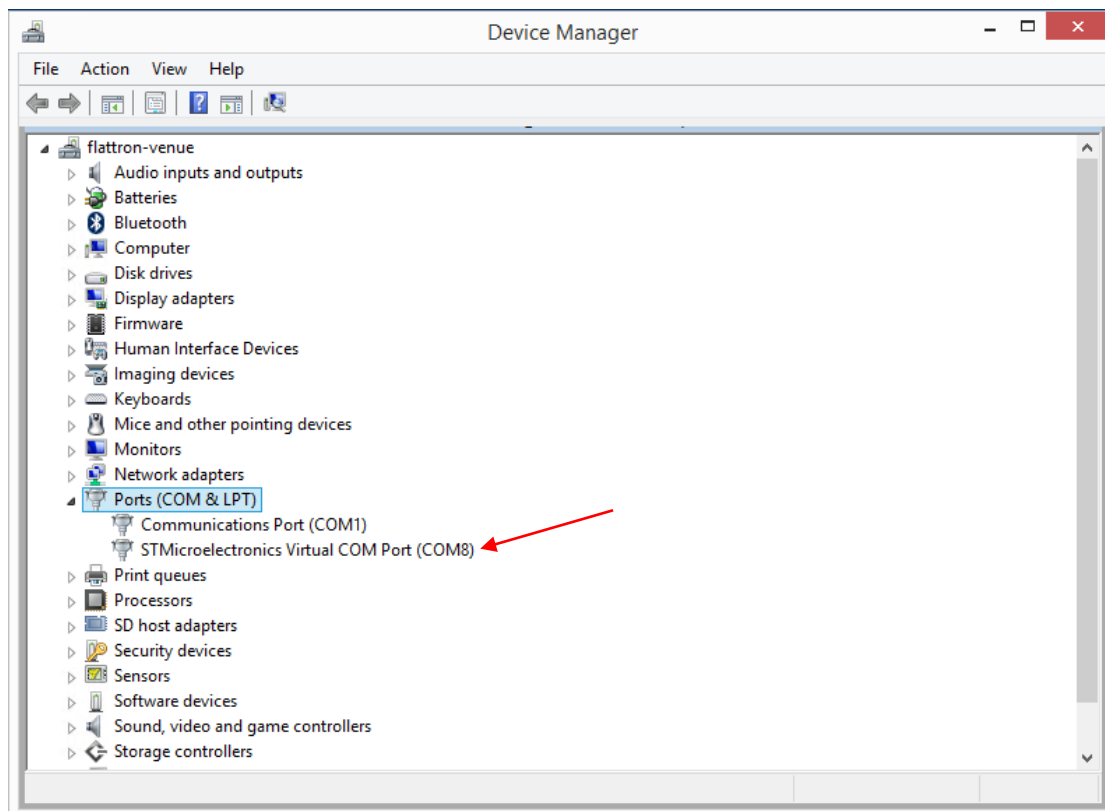 Device Manager
File Action View Help
flattron-venue
Audio inputs and outputs
Batteries
Bluetooth
Computer
Disk drives
Display adapters
Firmware
Human Interface Devices
Imaging devices
Keyboards
Mice and other pointing devices
Monitors
Network adapters
Ports (COM & LPT)
Communications Port (COM1)
STMicroelectronics Virtual COM Port (COM8)
Print queues
Processors
SD host adapters
Security devices
Sensors
Software devices
Sound, video and game controllers
Storage controllers